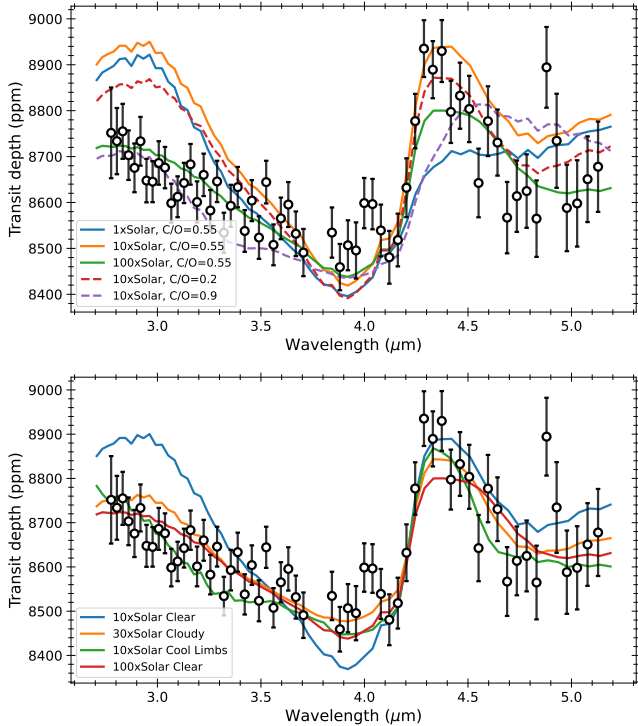 9000
8900
8800
8700
8600
8500
8400
Transit depth (ppm)
1xSolar, C/O=0.55
10xSolar, C/O=0.55
100xSolar, C/O=0.55
10xSolar, C/O=0.2
10xSolar, C/O=0.9
3.0 3.5 4.0 4.5 5.0
Wavelength (μm)
9000
8900
8800
8700
8600
8500
8400
Transit depth (ppm)
10xSolar Clear
30xSolar Cloudy
10xSolar Cool Limbs
100xSolar Clear
3.0 3.5 4.0 4.5 5.0
Wavelength (μm)